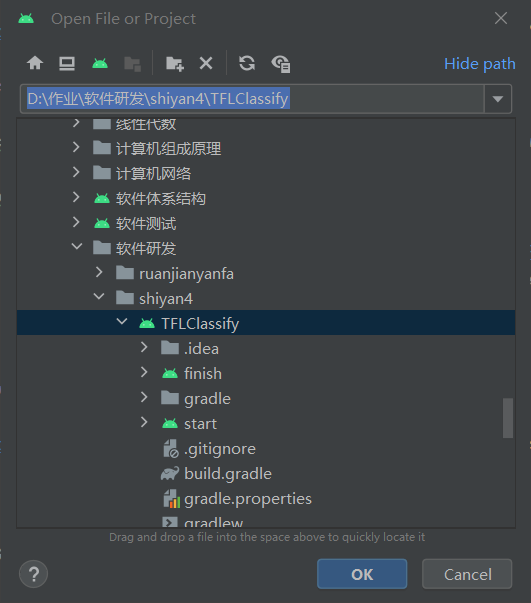 Open File or Project
Hide path
D:\作业\软件研发\shiyan4\TFLClassify
线性代数
计算机组成原理
计算机网络
软件体系结构
软件测试
软件研发
ruanjianyanfa
shiyan4
TFLClassify
.idea
finish
gradle
start
.gitignore
build.gradle
gradle.properties
gradlew
Drag and drop a file into the space above to quickly locate it
?
OK
Cancel